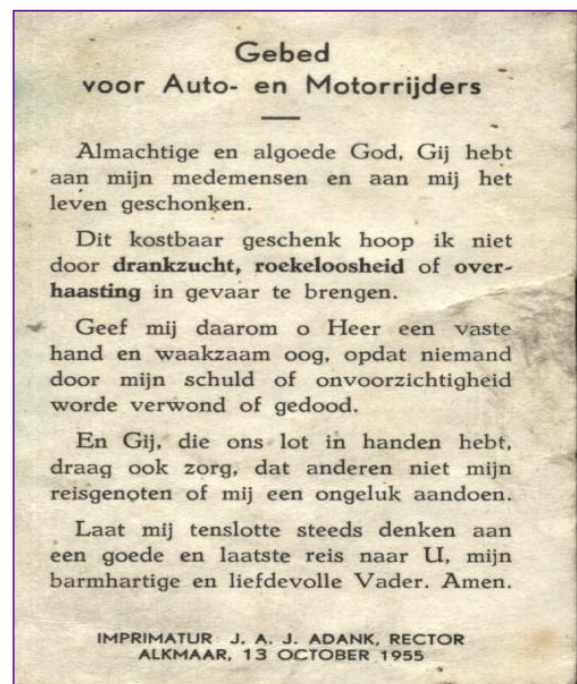 Gebed
voor Auto- en Motorrijders
Almachtige en algoede God, Gij hebt
aan mijn medemensen en aan mij het
leven geschonken.
Dit kostbaar geschenk hoop ik niet
door drankzucht, roekeloosheid of over-
haasting in gevaar te brengen.
Geef mij daarom o Heer een vaste
hand en waakzaam oog, opdat niemand
door mijn schuld of onvoorzichtigheid
worde verwond of gedood.
En Gij, die ons lot in handen hebt,
draag ook zorg, dat anderen niet mijn
reisgenoten of mij een ongeluk aandoen.
Laat mij tenslotte steeds denken aan
een goede en laatste reis naar U, mijn
barmhartige en liefdevolle Vader. Amen.
IMPRIMATUR J. A. J. ADANK, RECTOR
ALKMAAR, 13 OCTOBER 1955